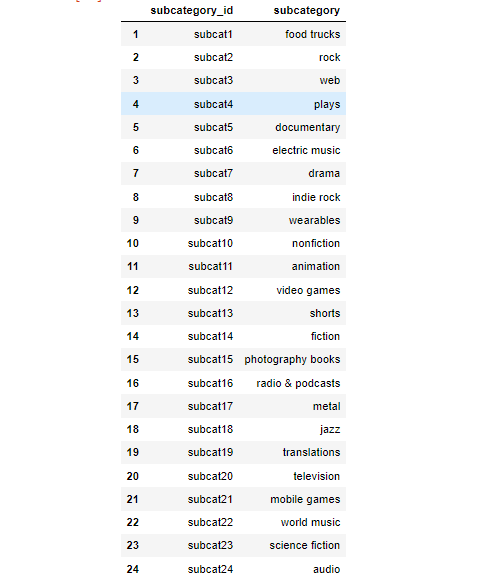 subcategory_id subcategory
1 subcat1 food trucks
2 subcat2 rock
3 subcat3 web
4 subcat4 plays
5 subcat5 documentary
6 subcat6 electric music
7 subcat7 drama
8 subcat8 indie rock
9 subcat9 wearables
10 subcat10 nonfiction
11 subcat11 animation
12 subcat12 video games
13 subcat13 shorts
14 subcat14 fiction
15 subcat15 photography books
16 subcat16 radio & podcasts
17 subcat17 metal
18 subcat18 jazz
19 subcat19 translations
20 subcat20 television
21 subcat21 mobile games
22 subcat22 world music
23 subcat23 science fiction
24 subcat24 audio